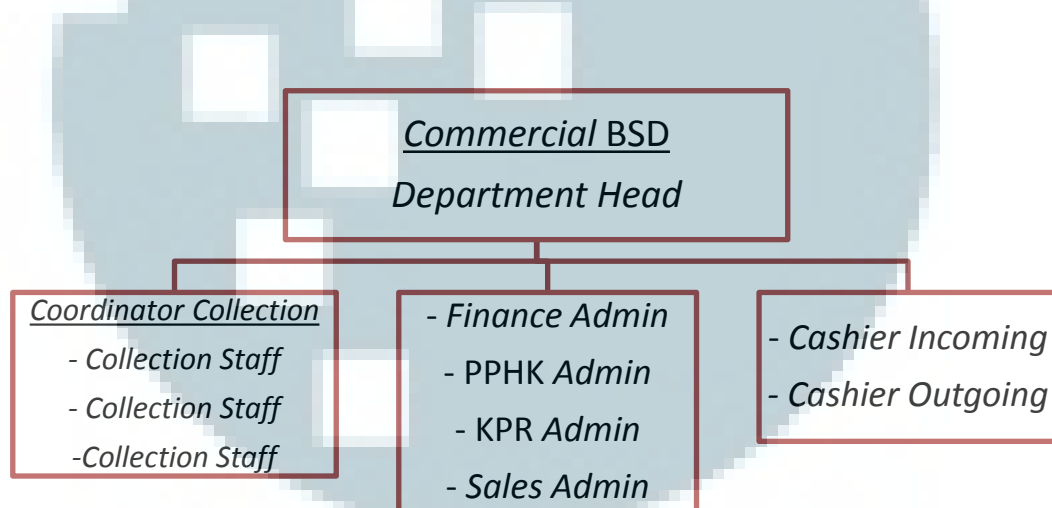 Commercial BSD
Department Head
Coordinator Collection
- Collection Staff
- Collection Staff
-Collection Staff
- Finance Admin
- PPHK Admin
- KPR Admin
- Sales Admin
- Cashier Incoming
- Cashier Outgoing